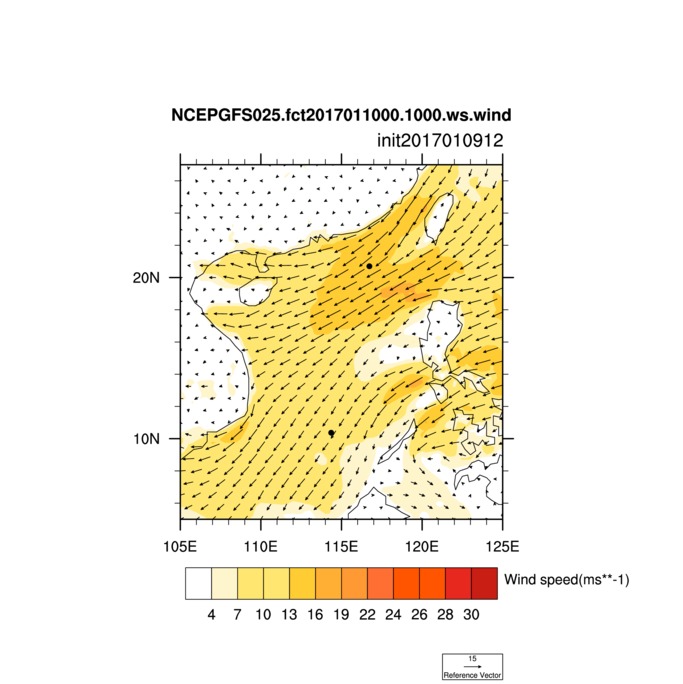 NCEPGFS025.fct2017011000.1000.ws.wind
init2017010912
20N
10N
105E 110E 115E 120E 125E
Wind speed(ms**-1)
4 7 10 13 16 19 22 24 26 28 30
15
Reference Vector